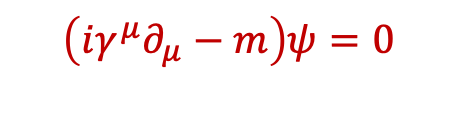 (iγ^μ ∂_μ − m)ψ = 0